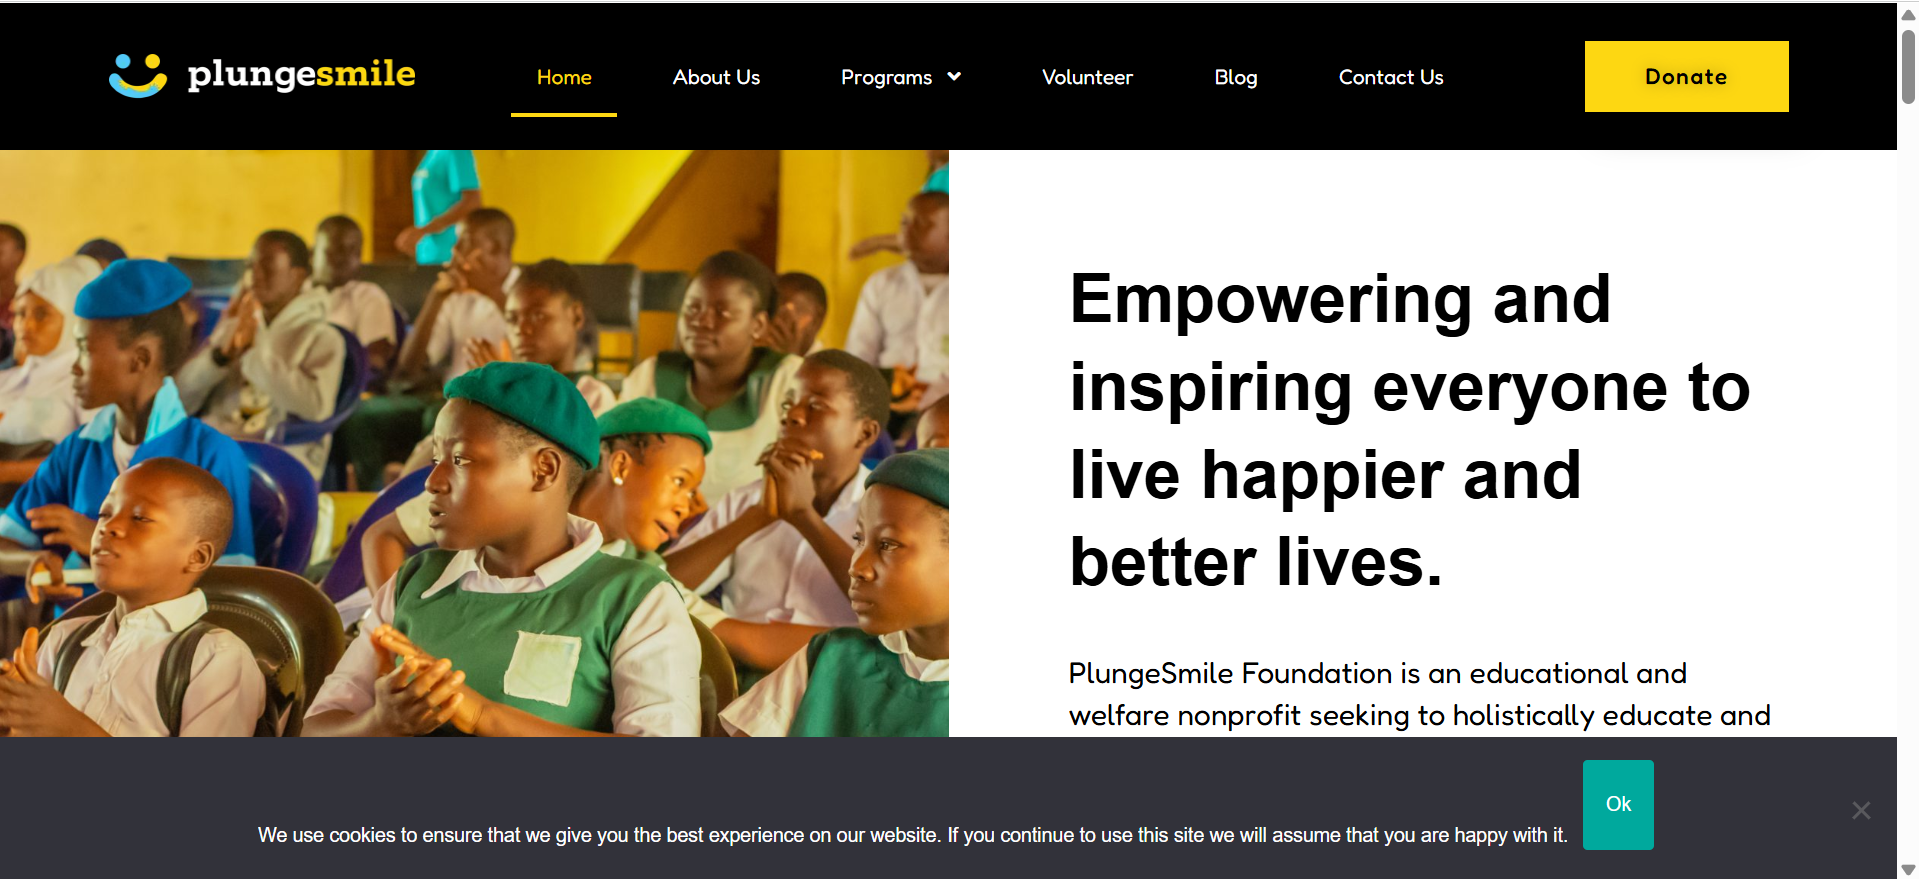 plungesmile
Home
About Us
Programs
Volunteer
Blog
Contact Us
Donate
Empowering and
inspiring everyone to
live happier and
better lives.
PlungeSmile Foundation is an educational and
welfare nonprofit seeking to holistically educate and
We use cookies to ensure that we give you the best experience on our website. If you continue to use this site we will assume that you are happy with it.
Ok